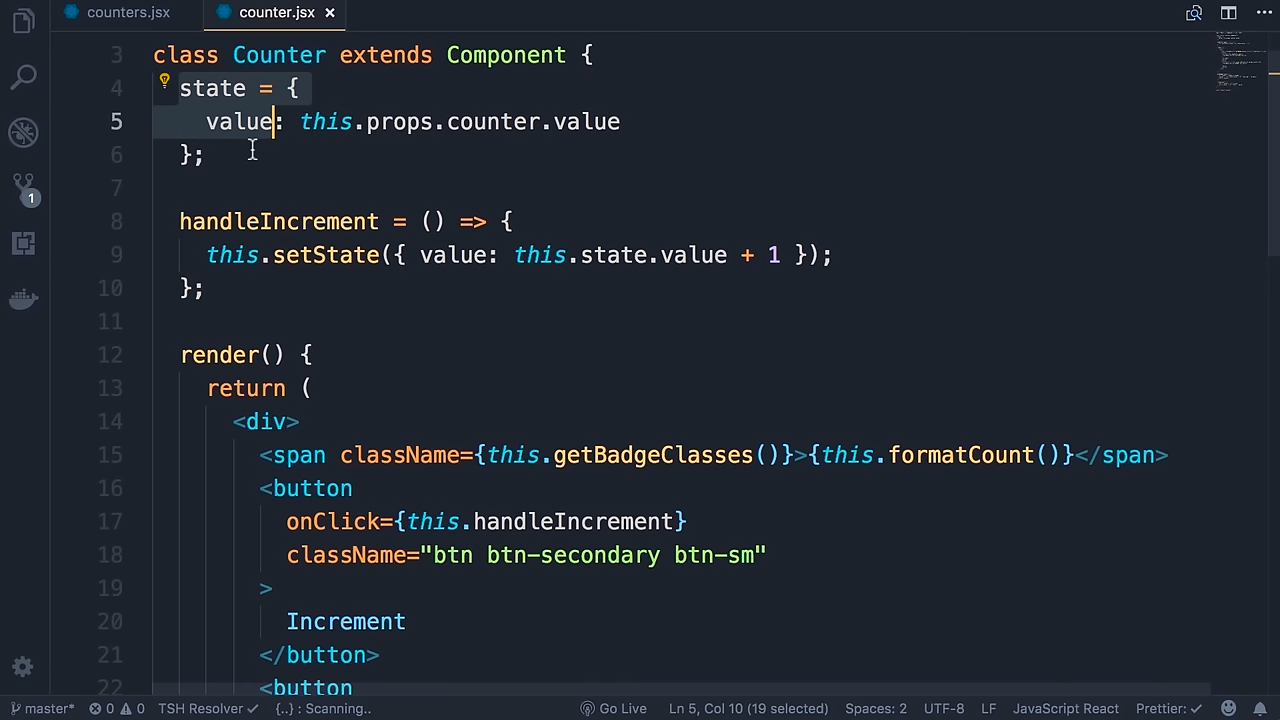 counters.jsx
counter.jsx ×
3 class Counter extends Component {
4 state = {
5 value: this.props.counter.value
6 };
7
8 handleIncrement = () => {
9 this.setState({ value: this.state.value + 1 });
10 };
11
12 render() {
13 return (
14 <div>
15 <span className={this.getBadgeClasses()}>{this.formatCount()}</span>
16 <button
17 onClick={this.handleIncrement}
18 className="btn btn-secondary btn-sm"
19 >
20 Increment
21 </button>
22 <button
1
master* 0 0 TSH Resolver ✓ {..} : Scanning.. Go Live Ln 5, Col 10 (19 selected) Spaces: 2 UTF-8 LF JavaScript React Prettier: ✓